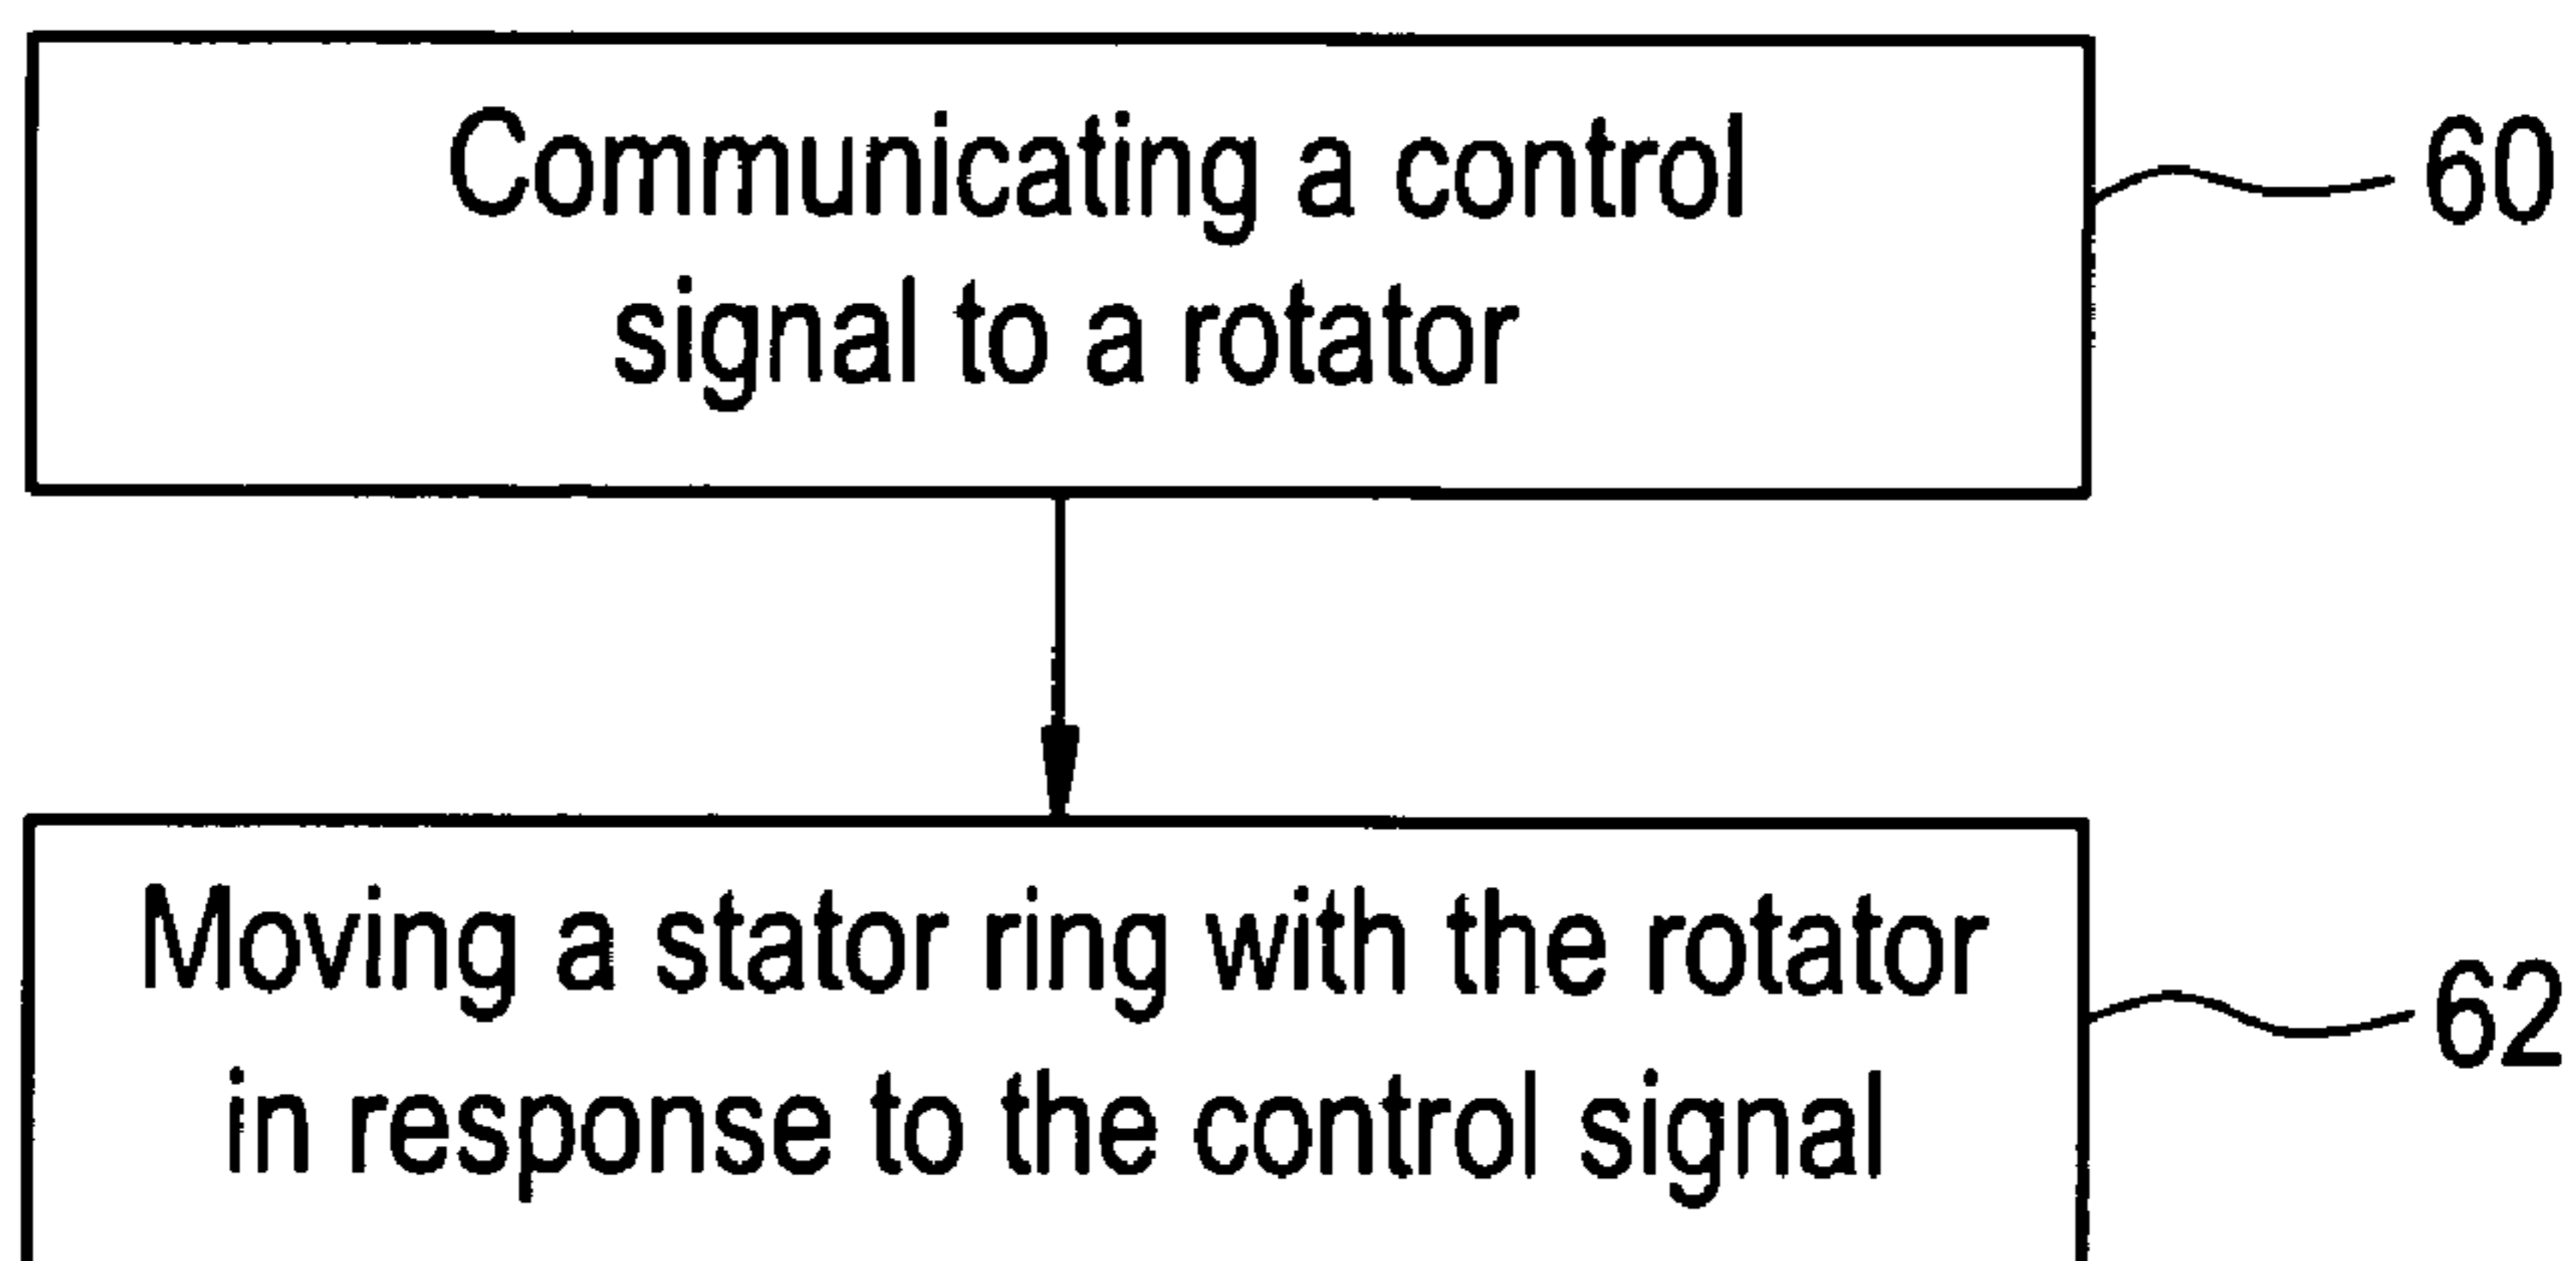 Communicating a control
signal to a rotator
60
Moving a stator ring with the rotator
in response to the control signal
62